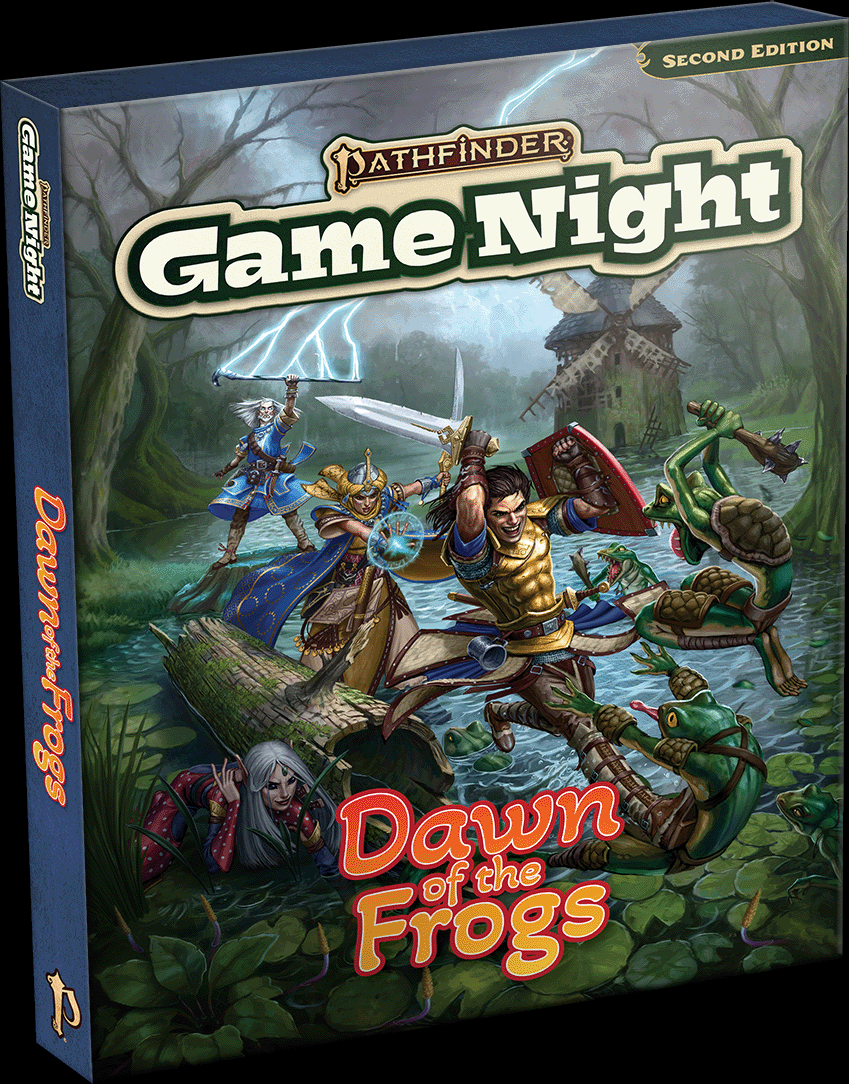 SECOND EDITION
PATHFINDER
Game Night
Dawn
of the
Frogs
PATHFINDER
Game Night
Dawn of the Frogs